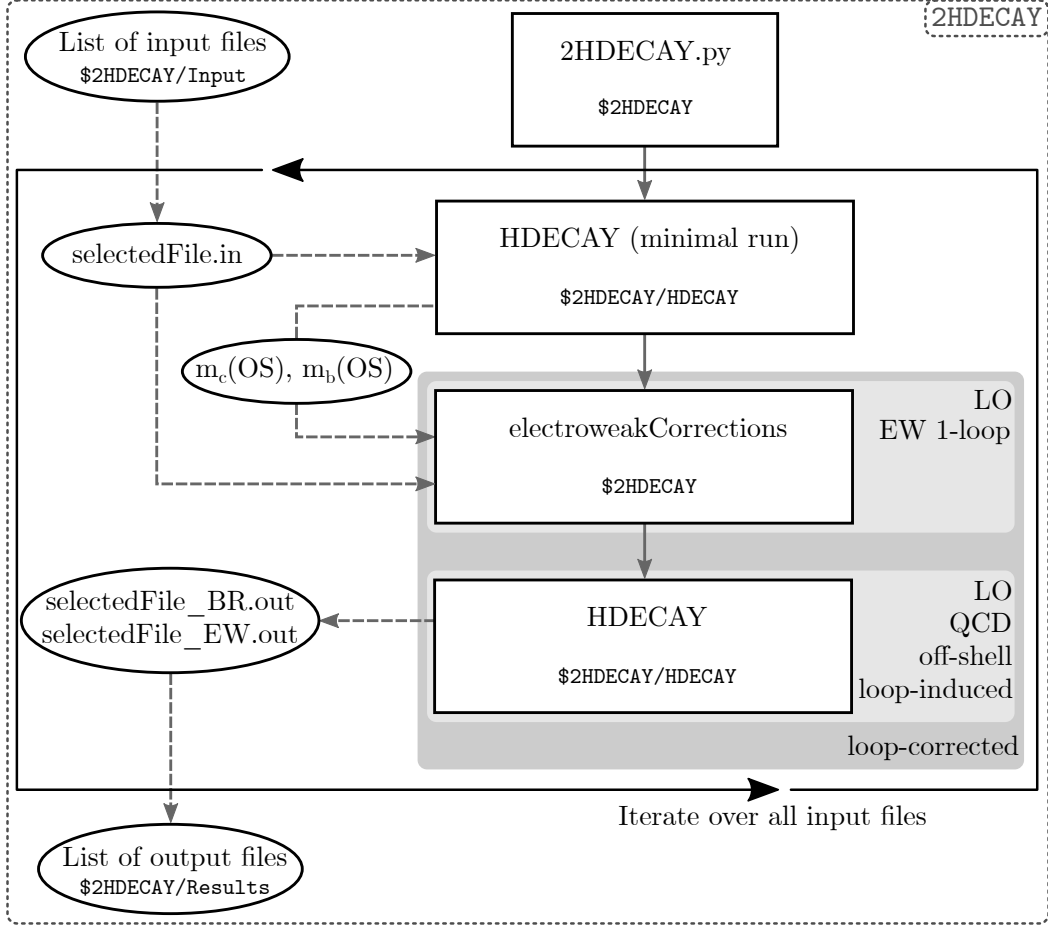 2HDECAY
List of input files
$2HDECAY/Input
2HDECAY.py
$2HDECAY
selectedFile.in
HDECAY (minimal run)
$2HDECAY/HDECAY
m_c(OS), m_b(OS)
electroweakCorrections
$2HDECAY
LO
EW 1-loop
selectedFile_BR.out
selectedFile_EW.out
HDECAY
$2HDECAY/HDECAY
LO
QCD
off-shell
loop-induced
loop-corrected
Iterate over all input files
List of output files
$2HDECAY/Results